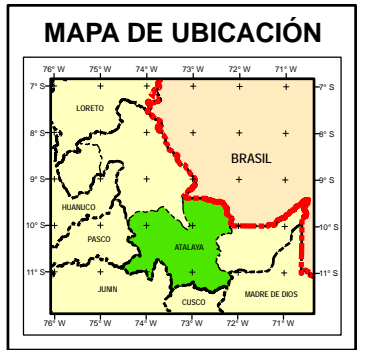 MAPA DE UBICACIÓN
76° W 75° W 74° W 73° W 72° W 71° W
7° S 7° S
LORETO
8° S 8° S
BRASIL
9° S 9° S
HUANUCO
10° S 10° S
PASCO
ATALAYA
11° S 11° S
JUNIN
MADRE DE DIOS
CUSCO
76° W 75° W 74° W 73° W 72° W 71° W